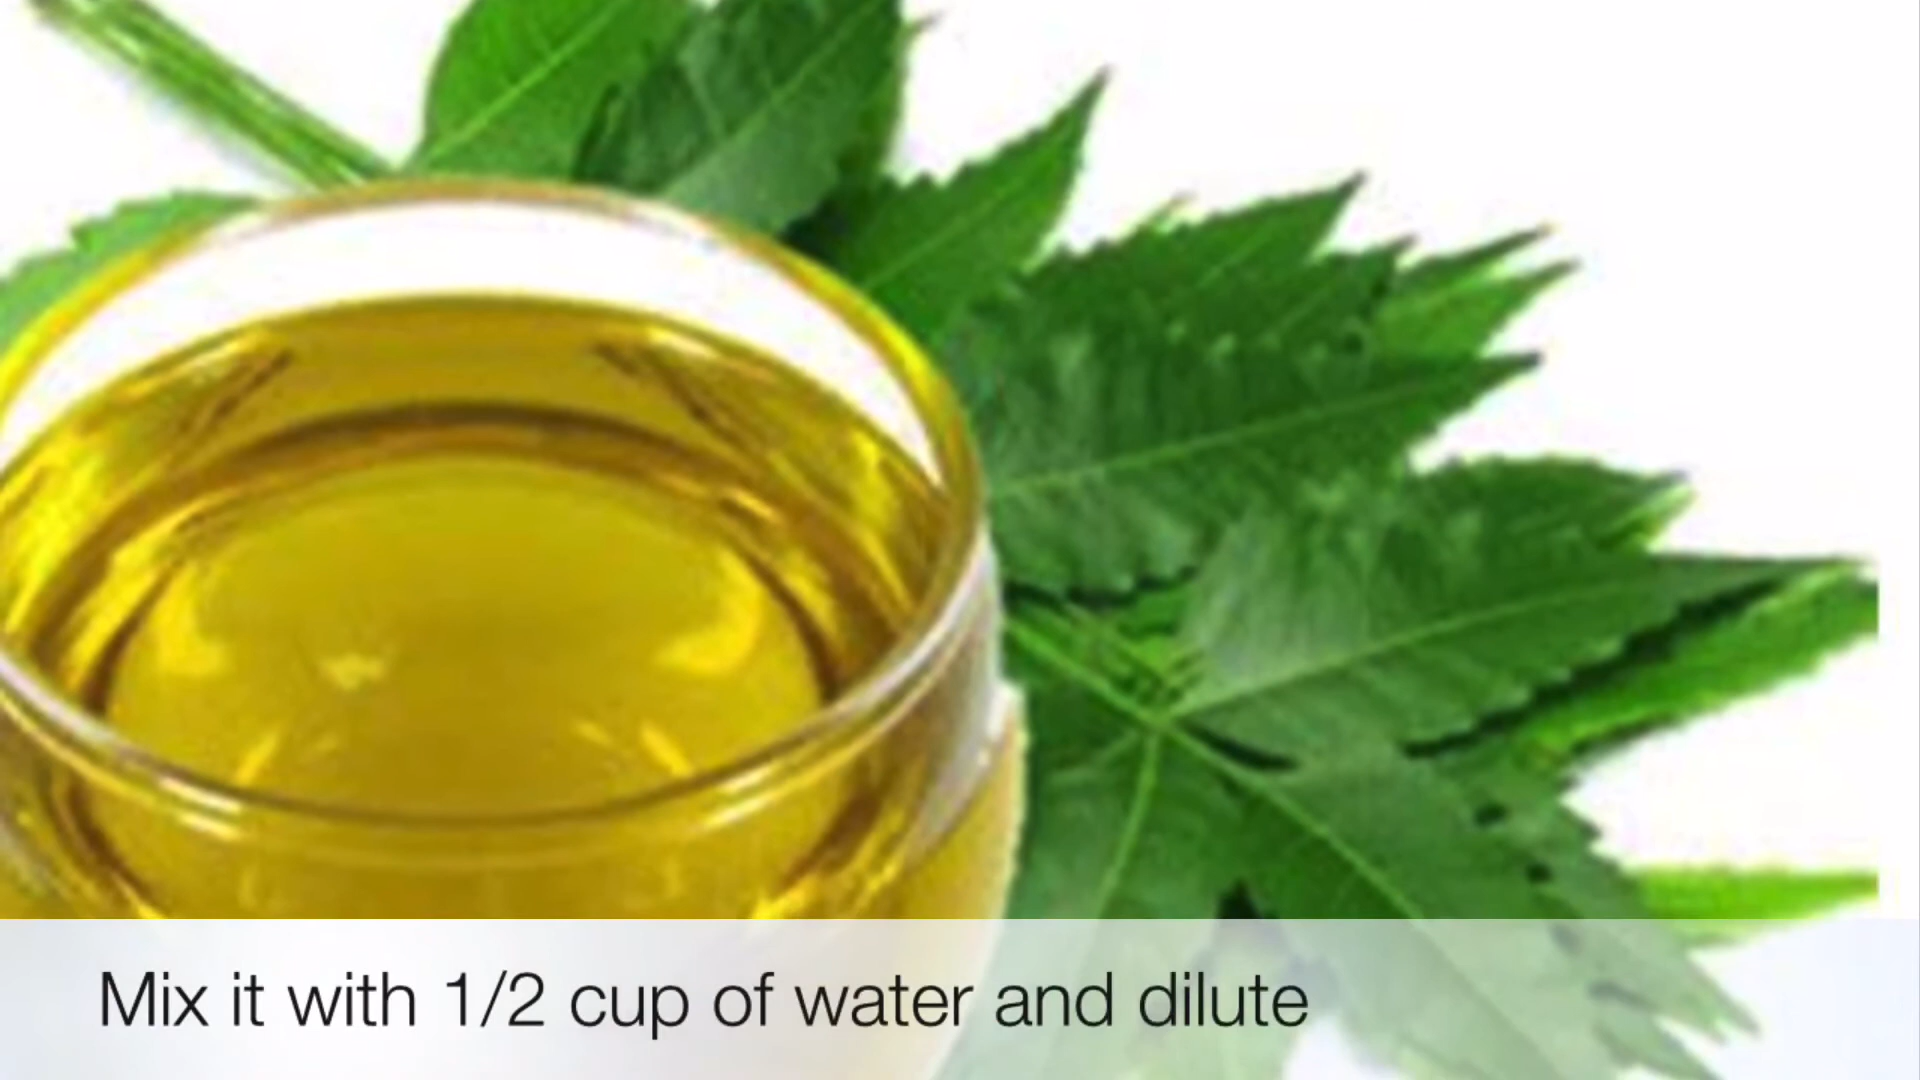 Mix it with 1/2 cup of water and dilute